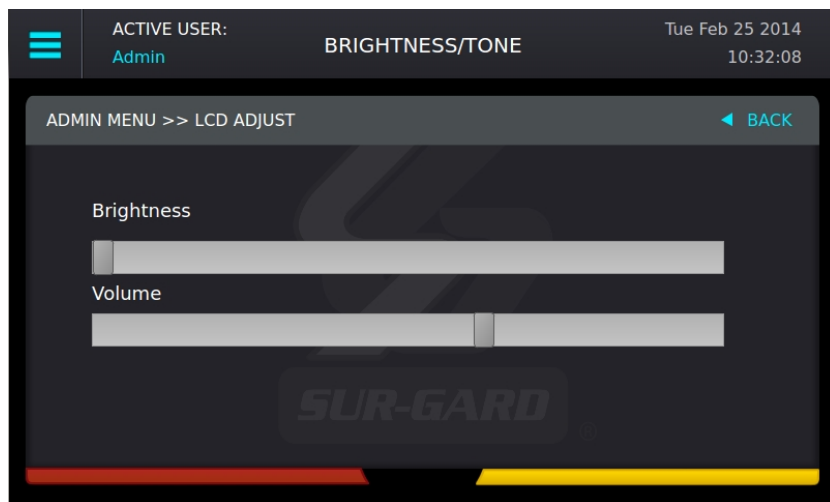 ACTIVE USER:
Admin
BRIGHTNESS/TONE
Tue Feb 25 2014
10:32:08
ADMIN MENU >> LCD ADJUST
◄ BACK
Brightness
Volume
SUR-GARD ®